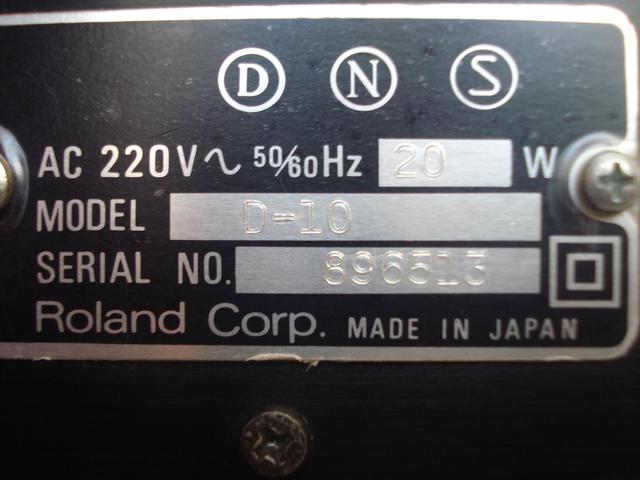 D N S
AC 220V~ 50/60Hz 20 W
MODEL D-10
SERIAL NO. 896513
Roland Corp. MADE IN JAPAN